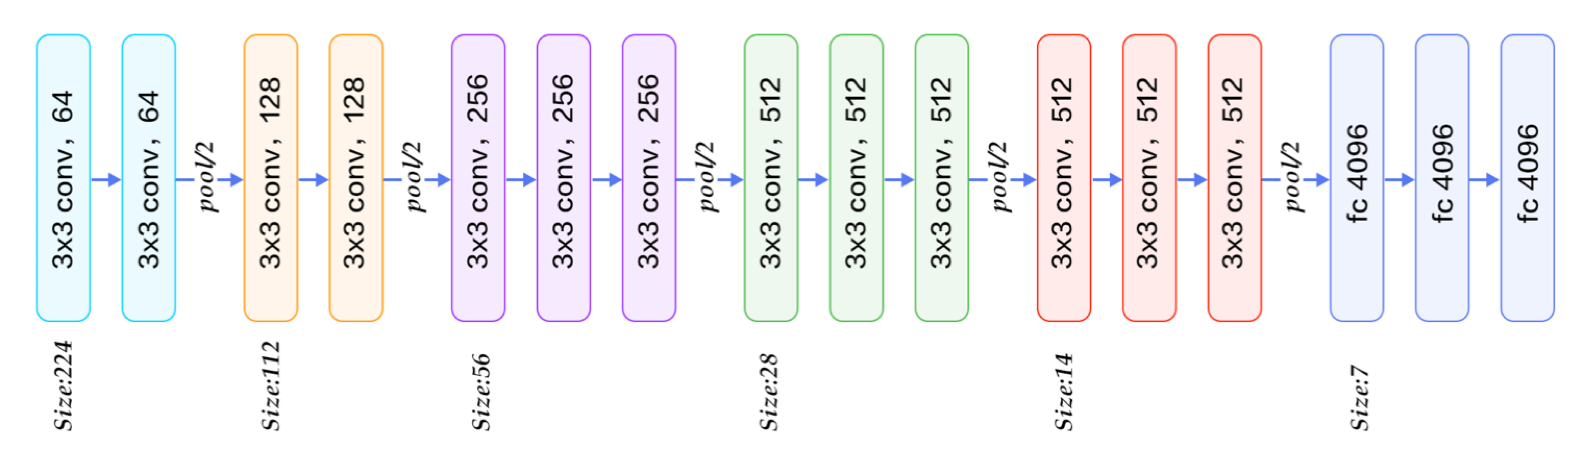 3x3 conv, 64
3x3 conv, 64
pool/2
3x3 conv, 128
3x3 conv, 128
pool/2
3x3 conv, 256
3x3 conv, 256
3x3 conv, 256
pool/2
3x3 conv, 512
3x3 conv, 512
3x3 conv, 512
pool/2
3x3 conv, 512
3x3 conv, 512
3x3 conv, 512
pool/2
fc 4096
fc 4096
fc 4096
Size:224
Size:112
Size:56
Size:28
Size:14
Size:7